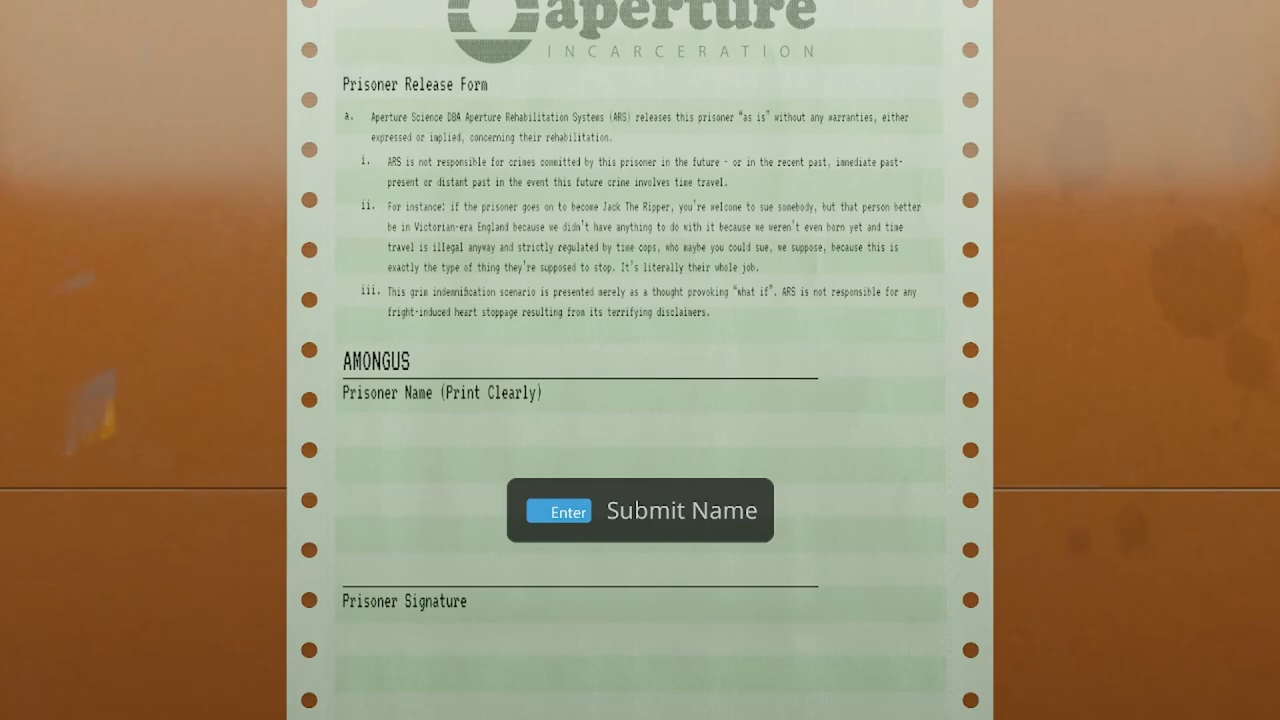 aperture
INCARCERATION
Prisoner Release Form
a. Aperture Science DBA Aperture Rehabilitation Systems (ARS) releases this prisoner "as is" without any warranties, either
expressed or implied, concerning their rehabilitation.
i. ARS is not responsible for crimes committed by this prisoner in the future - or in the recent past, immediate past-
present or distant past in the event this future crime involves time travel.
ii. For instance: if the prisoner goes on to become Jack The Ripper, you're welcome to sue somebody, but that person better
be in Victorian-era England because we didn't have anything to do with it because we weren't even born yet and time
travel is illegal anyway and strictly regulated by time cops, who maybe you could sue, we suppose, because this is
exactly the type of thing they're supposed to stop. It's literally their whole job.
iii. This grim indemnification scenario is presented merely as a thought provoking "what if". ARS is not responsible for any
fright-induced heart stoppage resulting from its terrifying disclaimers.
AMONGUS
Prisoner Name (Print Clearly)
Enter Submit Name
Prisoner Signature